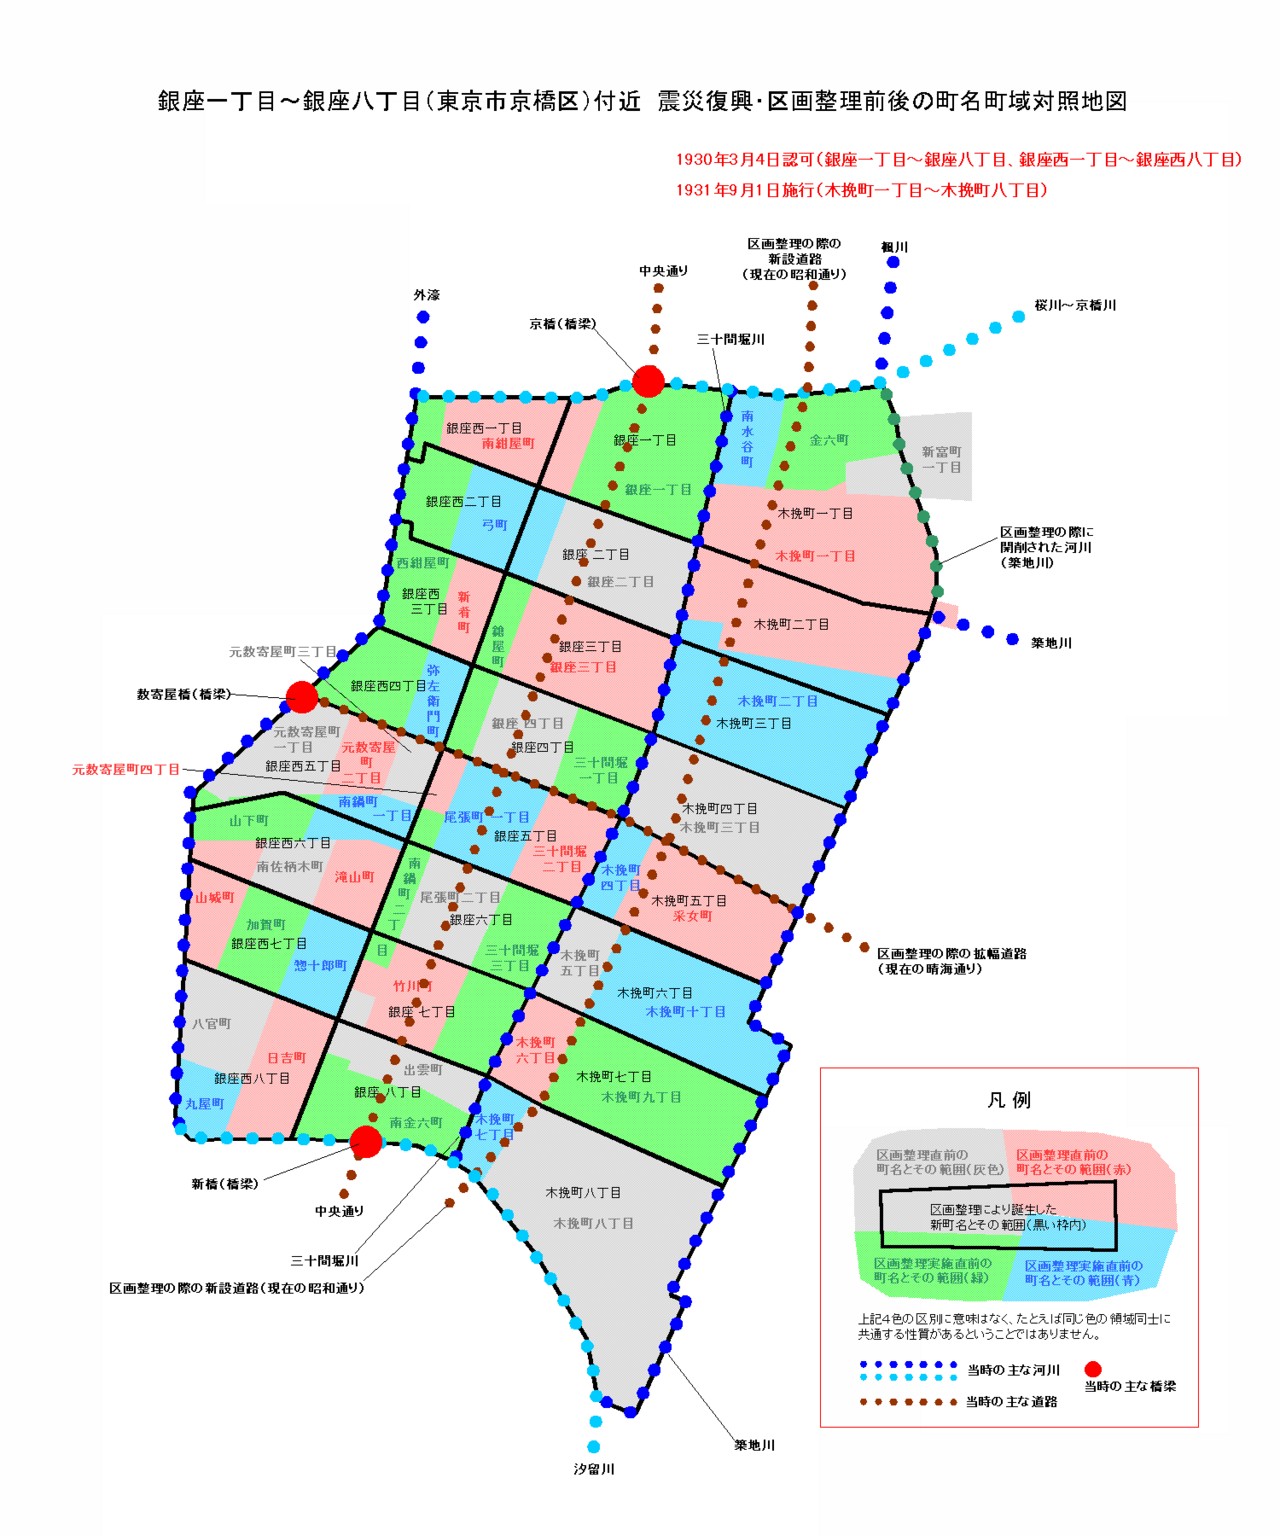 銀座一丁目～銀座八丁目(東京市京橋区)付近 震災復興・区画整理前後の町名町域対照地図
1930年3月4日認可(銀座一丁目～銀座八丁目、銀座西一丁目～銀座西八丁目)
1931年9月1日施行(木挽町一丁目～木挽町八丁目)
区画整理の際の
新設道路
(現在の昭和通り)
楓川
中央通り
外濠
桜川～京橋川
京橋(橋梁)
三十間堀川
銀座西一丁目
南紺屋町
銀座一丁目
銀座一丁目
南水谷町
金六町
新富町
一丁目
銀座西二丁目
弓町
銀座 二丁目
銀座二丁目
木挽町一丁目
木挽町一丁目
区画整理の際に
開削された河川
(築地川)
西紺屋町
銀座西
三丁目
新肴町
鎗屋町
銀座三丁目
銀座三丁目
木挽町二丁目
築地川
元数寄屋町三丁目
数寄屋橋(橋梁)
銀座西四丁目
弥左衛門町
木挽町二丁目
木挽町三丁目
元数寄屋町
一丁目
元数寄屋
町
二丁目
銀座 四丁目
銀座四丁目
三十間堀
一丁目
銀座西五丁目
元数寄屋町四丁目
南鍋町
一丁目
尾張町 一丁目
銀座五丁目
木挽町四丁目
木挽町三丁目
山下町
銀座西六丁目
南佐柄木町
滝山町
南鍋町二丁目
三十間堀
二丁目
木挽町
四丁目
尾張町二丁目
銀座六丁目
木挽町五丁目
采女町
山城町
加賀町
銀座西七丁目
惣十郎町
三十間堀
三丁目
木挽町
五丁目
区画整理の際の拡幅道路
(現在の晴海通り)
竹川町
銀座 七丁目
木挽町六丁目
木挽町十丁目
八官町
日吉町
銀座西八丁目
丸屋町
出雲町
銀座 八丁目
南金六町
木挽町
六丁目
木挽町七丁目
木挽町九丁目
木挽町
七丁目
新橋(橋梁)
中央通り
木挽町八丁目
木挽町八丁目
三十間堀川
区画整理の際の新設道路(現在の昭和通り)
築地川
汐留川
凡 例
区画整理直前の
町名とその範囲(灰色)
区画整理直前の
町名とその範囲(赤)
区画整理により誕生した
新町名とその範囲(黒い枠内)
区画整理実施直前の
町名とその範囲(緑)
区画整理実施直前の
町名とその範囲(青)
上記4色の区別に意味はなく、たとえば同じ色の領域同士に
共通する性質があるということではありません。
当時の主な河川
当時の主な橋梁
当時の主な道路